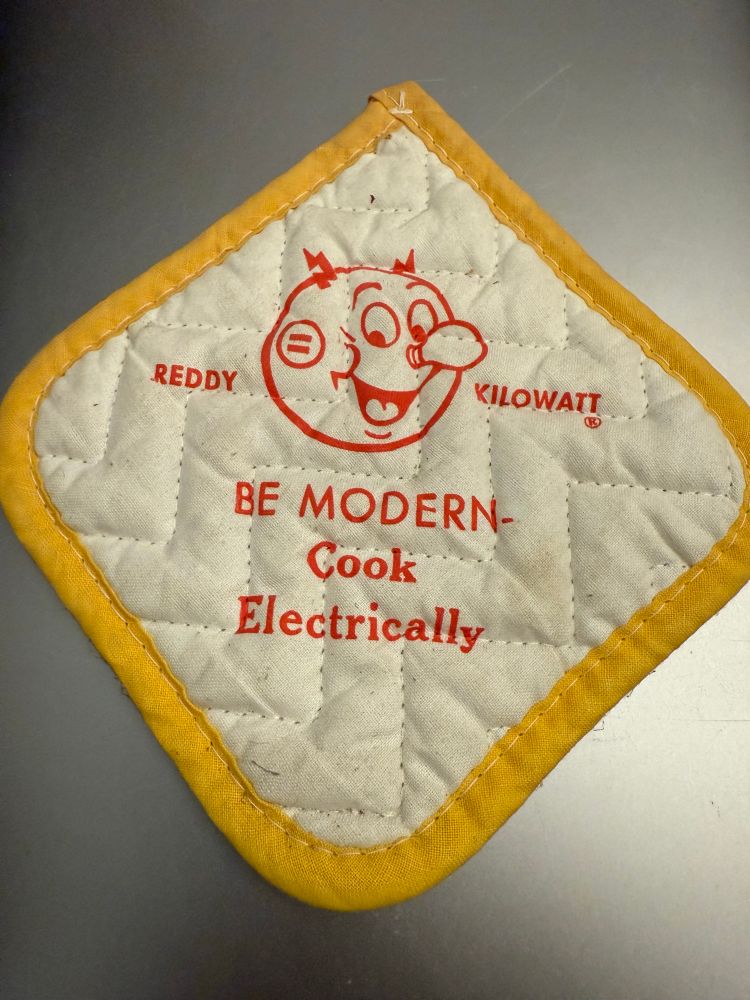 REDDY KILOWATT®
BE MODERN-
Cook
Electrically